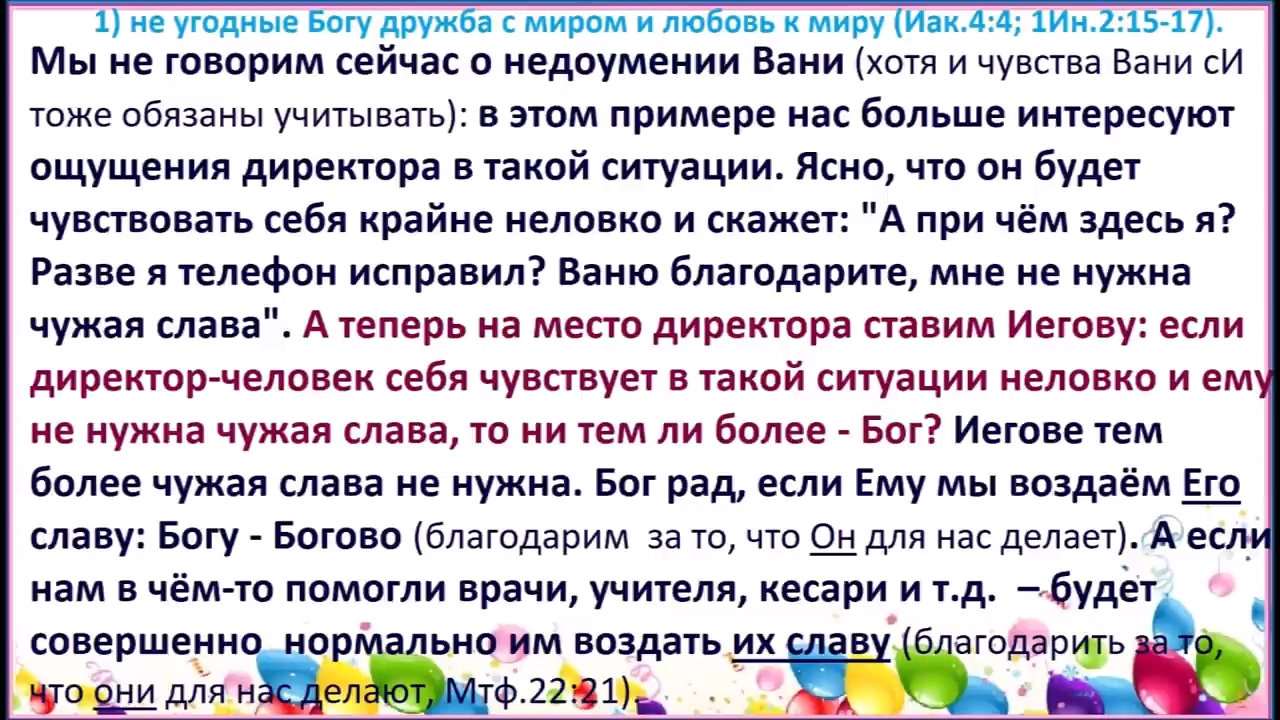 1) не угодные Богу дружба с миром и любовь к миру (Иак.4:4; 1Ин.2:15-17).
Мы не говорим сейчас о недоумении Вани (хотя и чувства Вани сИ
тоже обязаны учитывать): в этом примере нас больше интересуют
ощущения директора в такой ситуации. Ясно, что он будет
чувствовать себя крайне неловко и скажет: "А при чём здесь я?
Разве я телефон исправил? Ваню благодарите, мне не нужна
чужая слава". А теперь на место директора ставим Иегову: если
директор-человек себя чувствует в такой ситуации неловко и ему
не нужна чужая слава, то ни тем ли более - Бог? Иегове тем
более чужая слава не нужна. Бог рад, если Ему мы воздаём Его
славу: Богу - Богово (благодарим за то, что Он для нас делает). А если
нам в чём-то помогли врачи, учителя, кесари и т.д. – будет
совершенно нормально им воздать их славу (благодарить за то,
что они для нас делают, Мтф.22:21).